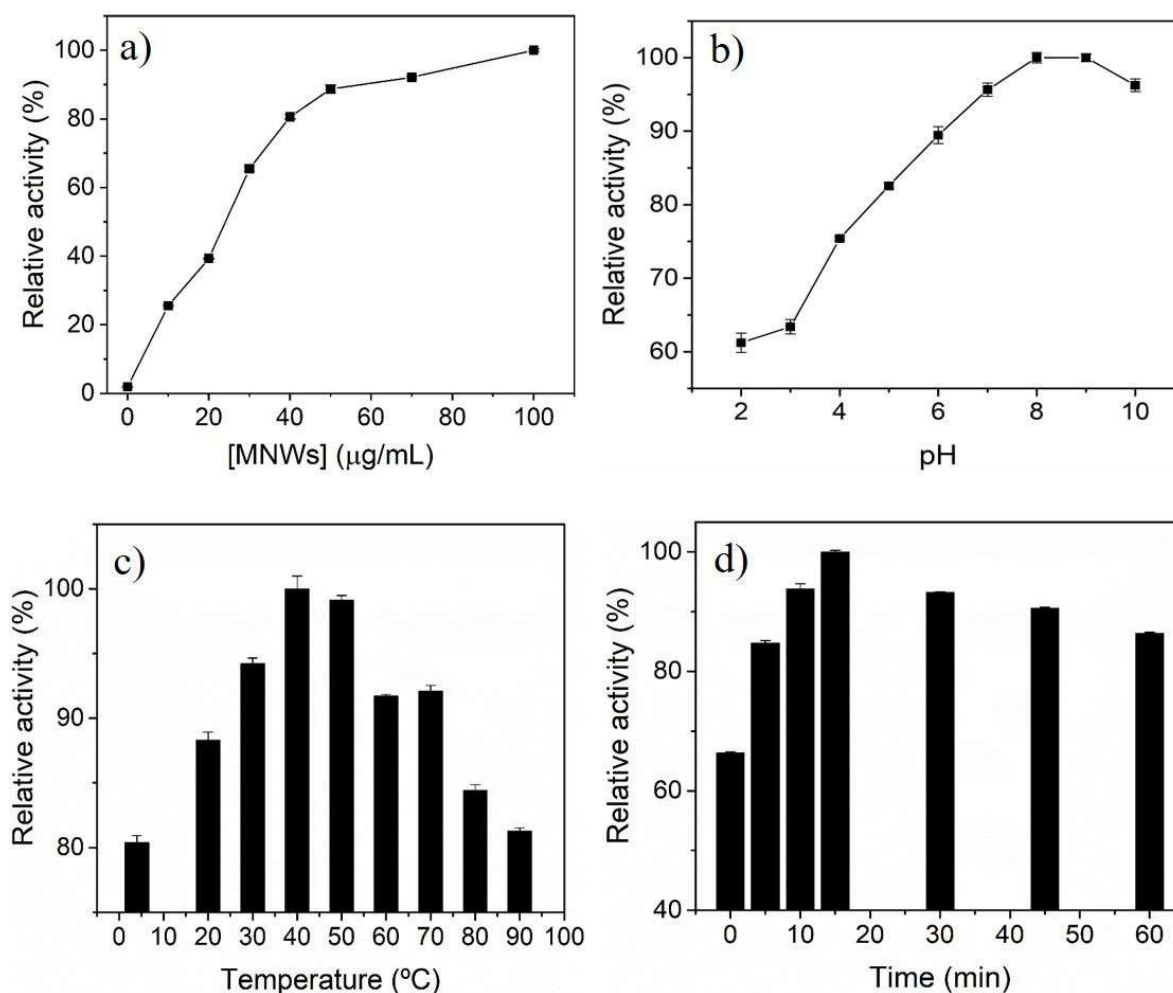 a)
Relative activity (%)
100
80
60
40
20
0
0 20 40 60 80 100
[MNWs] (μg/mL)
b)
Relative activity (%)
100
90
80
70
60
2 4 6 8 10
pH
c)
Relative activity (%)
100
90
80
0 10 20 30 40 50 60 70 80 90 100
Temperature (ºC)
d)
Relative activity (%)
100
80
60
40
0 10 20 30 40 50 60
Time (min)